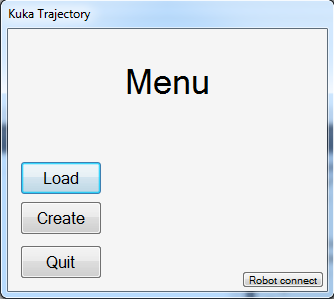 Kuka Trajectory
Menu
Load
Create
Quit
Robot connect